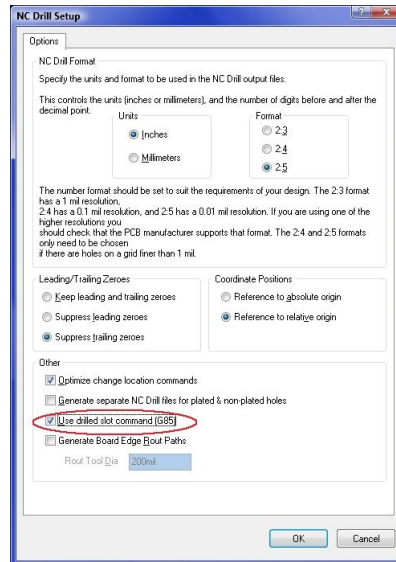 NC Drill Setup
Options
NC Drill Format
Specify the units and format to be used in the NC Drill output files.
This controls the units (inches or millimeters), and the number of digits before and after the
decimal point.
Units
Inches
Millimeters
Format
2:3
2:4
2:5
The number format should be set to suit the requirements of your design. The 2:3 format
has a 1 mil resolution,
2:4 has a 0.1 mil resolution, and 2:5 has a 0.01 mil resolution. If you are using one of the
higher resolutions you
should check that the PCB manufacturer supports that format. The 2:4 and 2:5 formats
only need to be chosen
if there are holes on a grid finer than 1 mil.
Leading/Trailing Zeroes
Keep leading and trailing zeroes
Suppress leading zeroes
Suppress trailing zeroes
Coordinate Positions
Reference to absolute origin
Reference to relative origin
Other
Optimize change location commands
Generate separate NC Drill files for plated & non-plated holes
Use drilled slot command (G85)
Generate Board Edge Rout Paths
Rout Tool Dia 200mil
OK Cancel